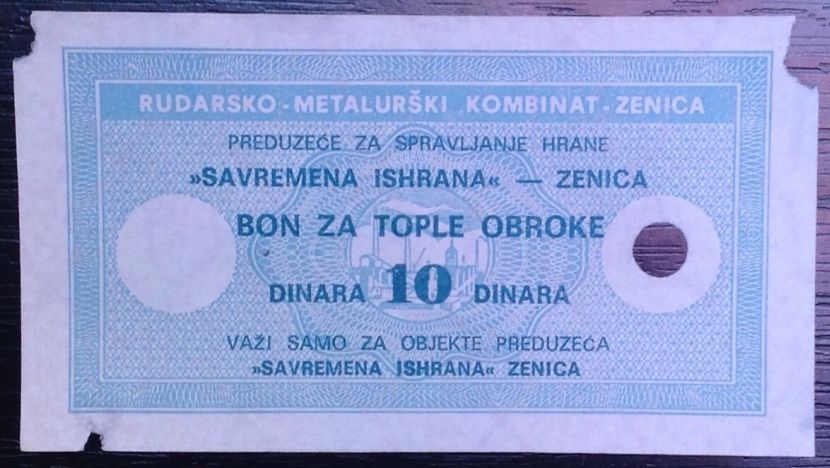 RUDARSKO-METALURŠKI KOMBINAT-ZENICA
PREDUZEĆE ZA SPRAVLJANJE HRANE
»SAVREMENA ISHRANA« — ZENICA
BON ZA TOPLE OBROKE
DINARA 10 DINARA
VAŽI SAMO ZA OBJEKTE PREDUZEĆA
»SAVREMENA ISHRANA« ZENICA